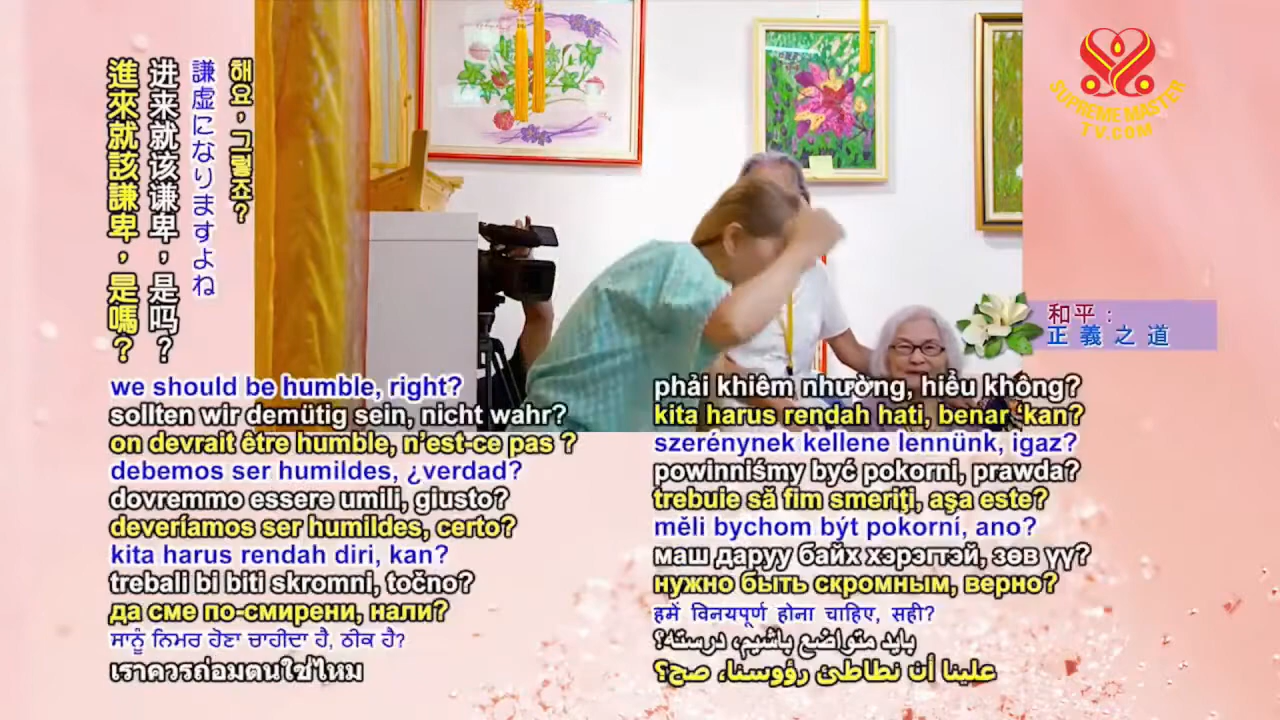 進來就該謙卑，是嗎？
进来就该谦卑，是吗？
謙虚になりますよね
해요, 그렇죠?
SUPREME MASTER
TV.COM
和平：
正義之道
we should be humble, right?
sollten wir demütig sein, nicht wahr?
on devrait être humble, n’est-ce pas ?
debemos ser humildes, ¿verdad?
dovremmo essere umili, giusto?
deveríamos ser humildes, certo?
kita harus rendah diri, kan?
trebali bi biti skromni, točno?
да сме по-смирени, нали?
ਸਾਨੂੰ ਨਿਮਰ ਹੋਣਾ ਚਾਹੀਦਾ ਹੈ, ਠੀਕ ਹੈ?
เราควรถ่อมตนใช่ไหม
phải khiêm nhường, hiểu không?
kita harus rendah hati, benar ‘kan?
szerénynek kellene lennünk, igaz?
powinniśmy być pokorni, prawda?
trebuie să fim smeriţi, aşa este?
měli bychom být pokorní, ano?
маш даруу байх хэрэгтэй, зөв үү?
нужно быть скромным, верно?
हमें विनयपूर्ण होना चाहिए, सही?
باید متواضع باشیم، درسته؟
علينا أن نطاطئ رؤوسنا، صح؟